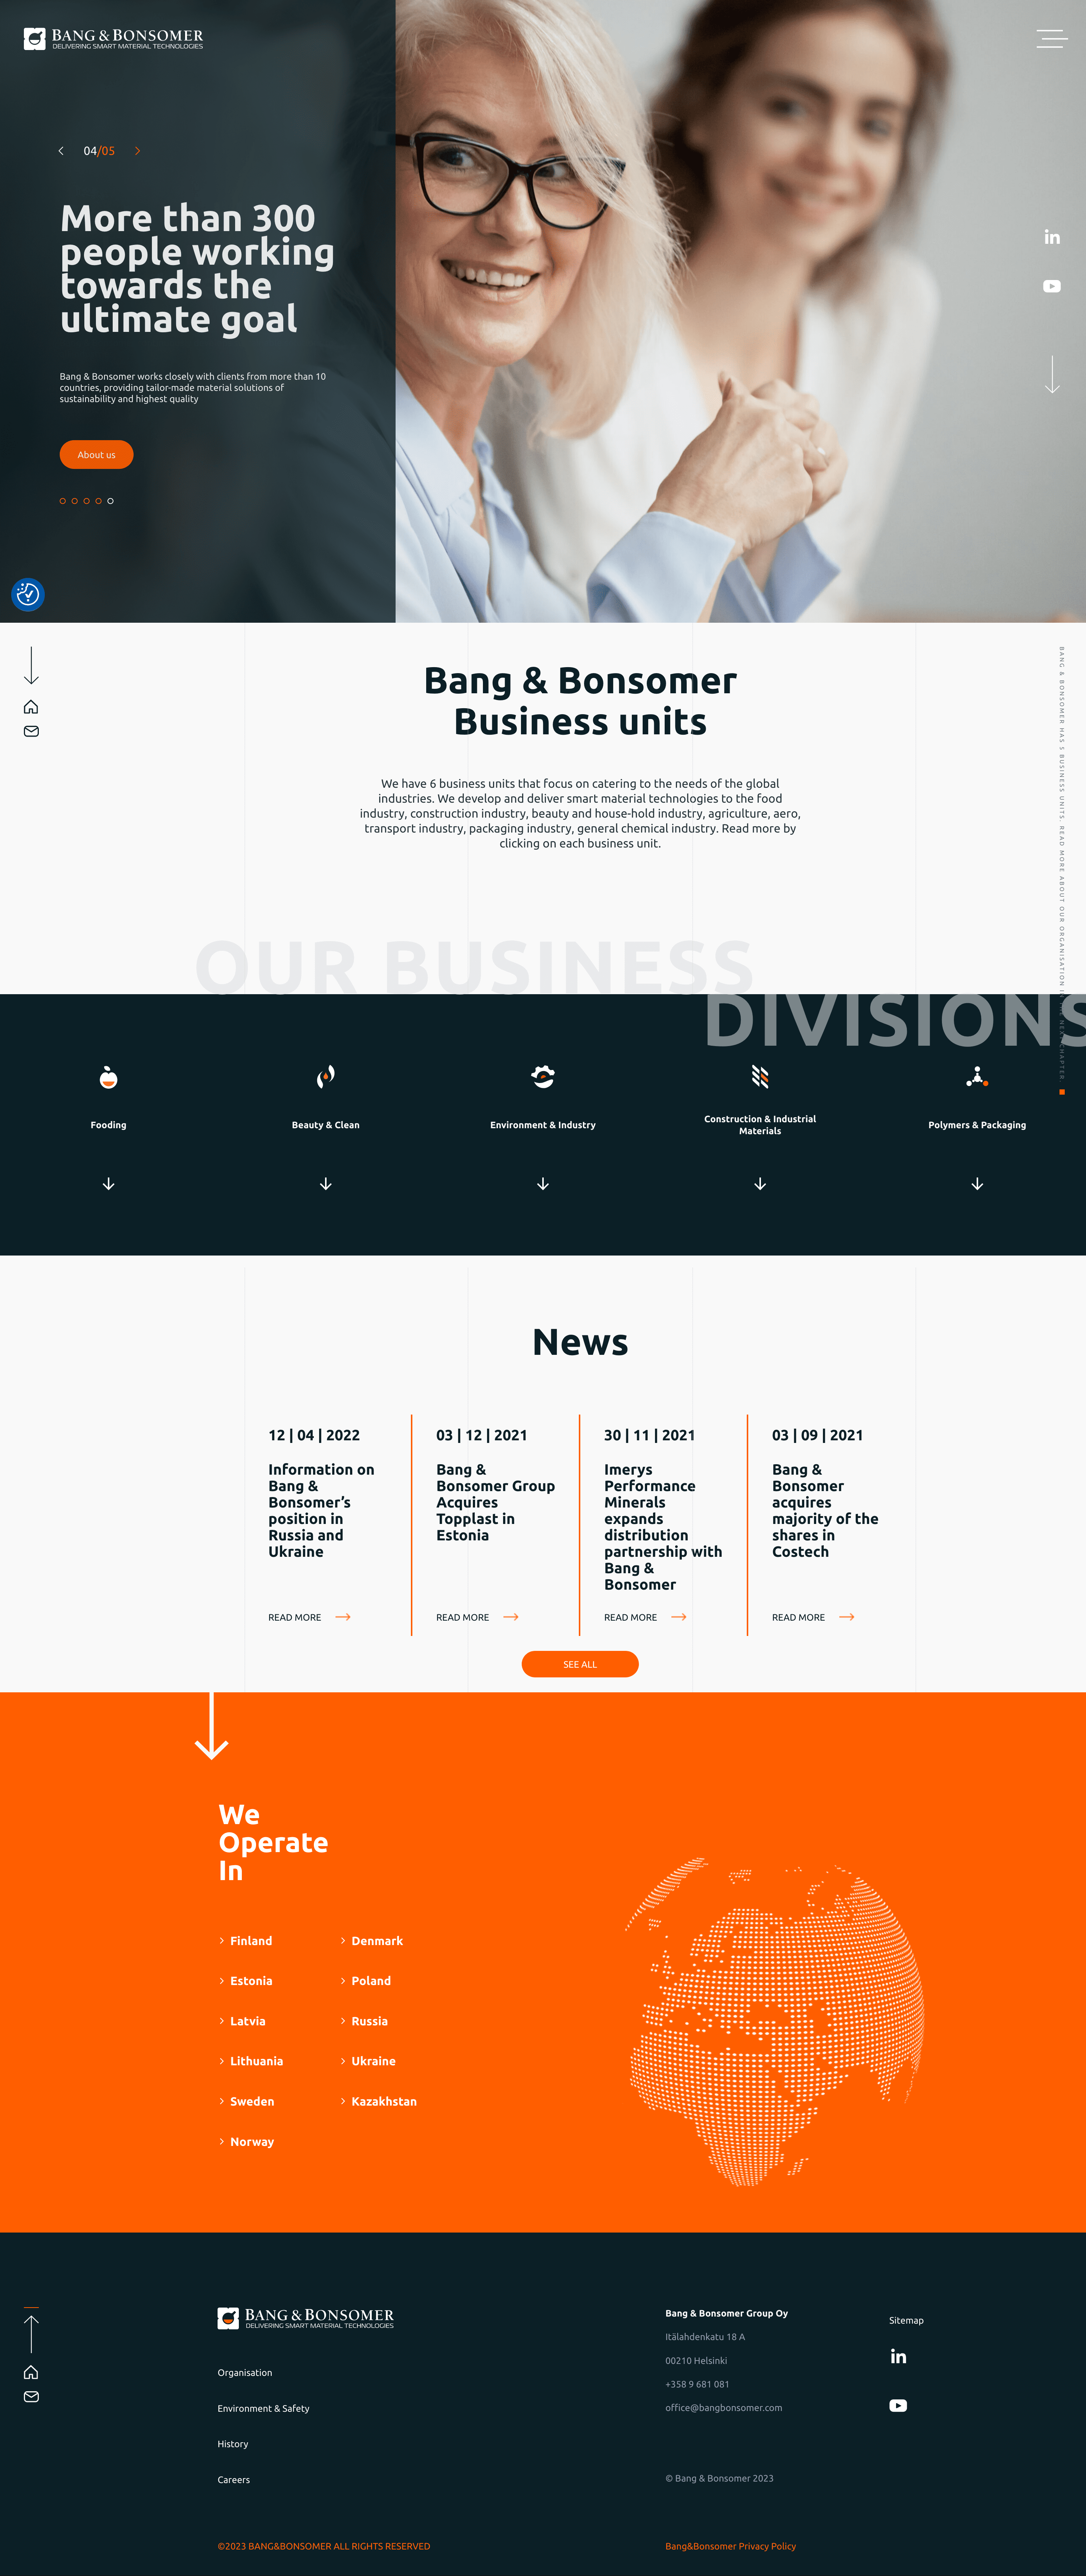 BANG & BONSOMER
DELIVERING SMART MATERIAL TECHNOLOGIES
04/05
More than 300
people working
towards the
ultimate goal
Bang & Bonsomer works closely with clients from more than 10
countries, providing tailor-made material solutions of
sustainability and highest quality
About us
Bang & Bonsomer
Business units
We have 6 business units that focus on catering to the needs of the global
industries. We develop and deliver smart material technologies to the food
industry, construction industry, beauty and house-hold industry, agriculture, aero,
transport industry, packaging industry, general chemical industry. Read more by
clicking on each business unit.
BANG & BONSOMER HAS 5 BUSINESS UNITS. READ MORE ABOUT OUR ORGANISATION IN THE NEXT CHAPTER.
OUR BUSINESS
DIVISIONS
Fooding
Beauty & Clean
Environment & Industry
Construction & Industrial
Materials
Polymers & Packaging
News
12 | 04 | 2022
Information on
Bang &
Bonsomer’s
position in
Russia and
Ukraine
READ MORE
03 | 12 | 2021
Bang &
Bonsomer Group
Acquires
Topplast in
Estonia
READ MORE
30 | 11 | 2021
Imerys
Performance
Minerals
expands
distribution
partnership with
Bang &
Bonsomer
READ MORE
03 | 09 | 2021
Bang &
Bonsomer
acquires
majority of the
shares in
Costech
READ MORE
SEE ALL
We
Operate
In
Finland
Estonia
Latvia
Lithuania
Sweden
Norway
Denmark
Poland
Russia
Ukraine
Kazakhstan
BANG & BONSOMER
DELIVERING SMART MATERIAL TECHNOLOGIES
Organisation
Environment & Safety
History
Careers
Bang & Bonsomer Group Oy
Itälahdenkatu 18 A
00210 Helsinki
+358 9 681 081
office@bangbonsomer.com
© Bang & Bonsomer 2023
Sitemap
©2023 BANG&BONSOMER ALL RIGHTS RESERVED
Bang&Bonsomer Privacy Policy